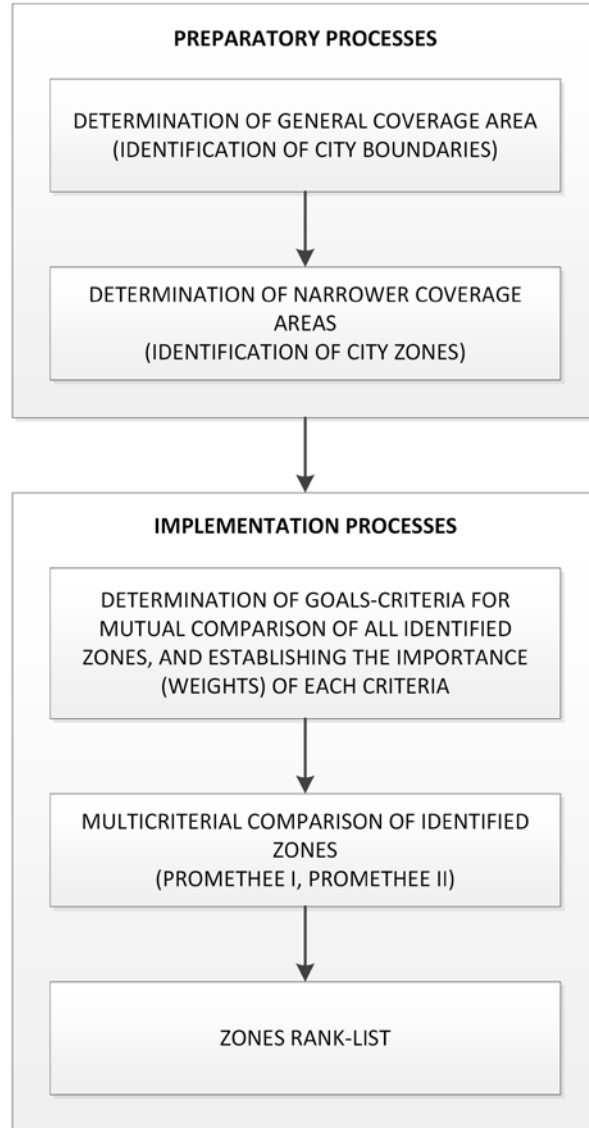 PREPARATORY PROCESSES
DETERMINATION OF GENERAL COVERAGE AREA
(IDENTIFICATION OF CITY BOUNDARIES)
DETERMINATION OF NARROWER COVERAGE
AREAS
(IDENTIFICATION OF CITY ZONES)
IMPLEMENTATION PROCESSES
DETERMINATION OF GOALS-CRITERIA FOR
MUTUAL COMPARISON OF ALL IDENTIFIED
ZONES, AND ESTABLISHING THE IMPORTANCE
(WEIGHTS) OF EACH CRITERIA
MULTICRITERIAL COMPARISON OF IDENTIFIED
ZONES
(PROMETHEE I, PROMETHEE II)
ZONES RANK-LIST